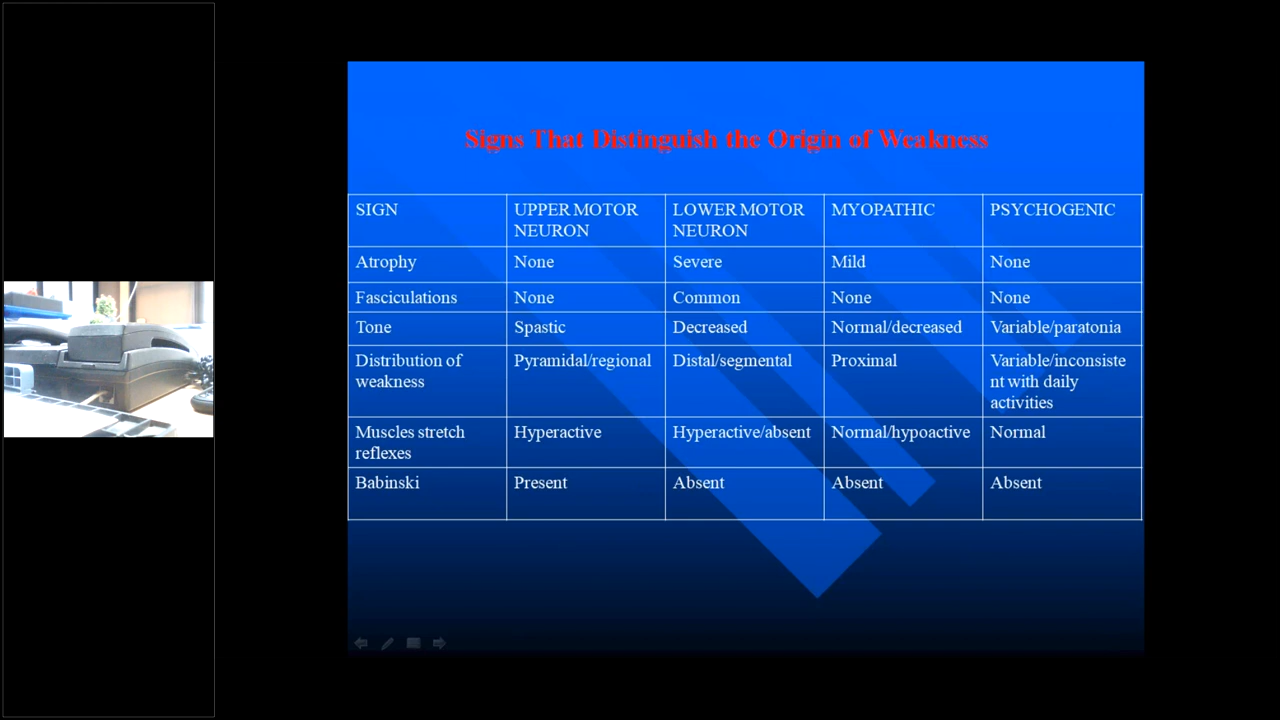 Signs That Distinguish the Origin of Weakness
SIGN
UPPER MOTOR
NEURON
LOWER MOTOR
NEURON
MYOPATHIC
PSYCHOGENIC
Atrophy
None
Severe
Mild
None
Fasciculations
None
Common
None
None
Tone
Spastic
Decreased
Normal/decreased
Variable/paratonia
Distribution of
weakness
Pyramidal/regional
Distal/segmental
Proximal
Variable/inconsiste
nt with daily
activities
Muscles stretch
reflexes
Hyperactive
Hyperactive/absent
Normal/hypoactive
Normal
Babinski
Present
Absent
Absent
Absent